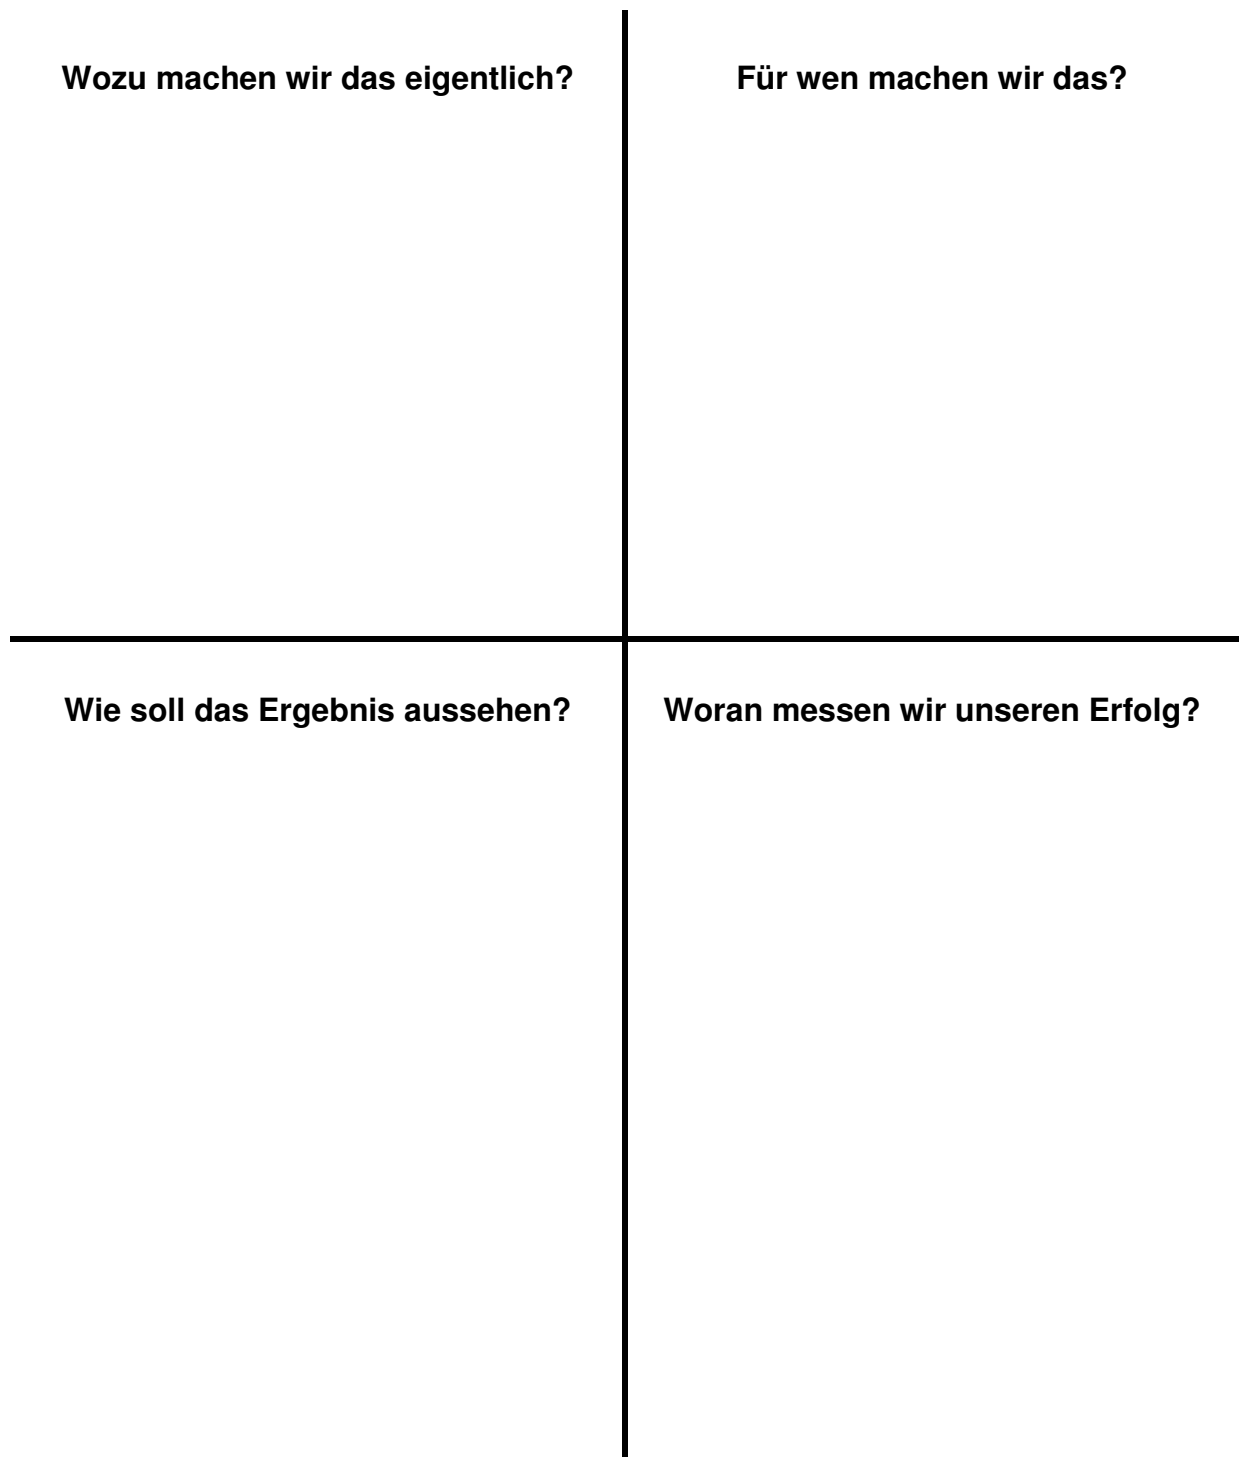 Wozu machen wir das eigentlich?
Für wen machen wir das?
Wie soll das Ergebnis aussehen?
Woran messen wir unseren Erfolg?